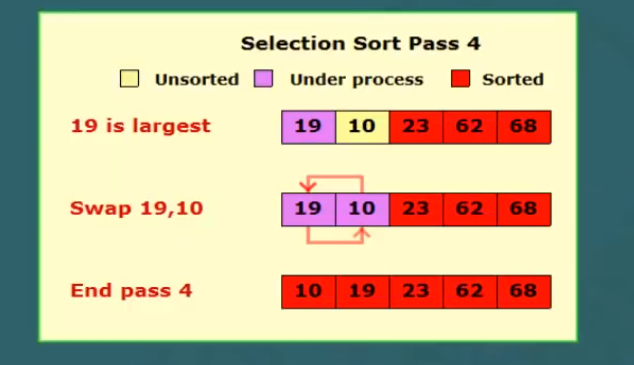 Selection Sort Pass 4
Unsorted Under process Sorted
19 is largest 19 10 23 62 68
Swap 19,10 19 10 23 62 68
End pass 4 10 19 23 62 68